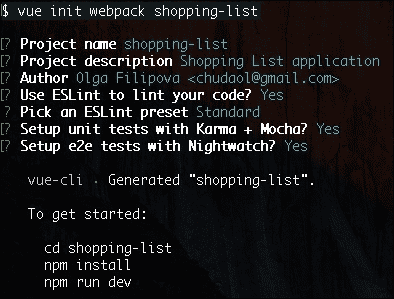 $ vue init webpack shopping-list
[? Project name shopping-list
[? Project description Shopping List application
[? Author Olga Filipova <chudaol@gmail.com>
[? Use ESLint to lint your code? Yes
? Pick an ESLint preset Standard
[? Setup unit tests with Karma + Mocha? Yes
[? Setup e2e tests with Nightwatch? Yes
vue-cli · Generated "shopping-list".
To get started:
cd shopping-list
npm install
npm run dev